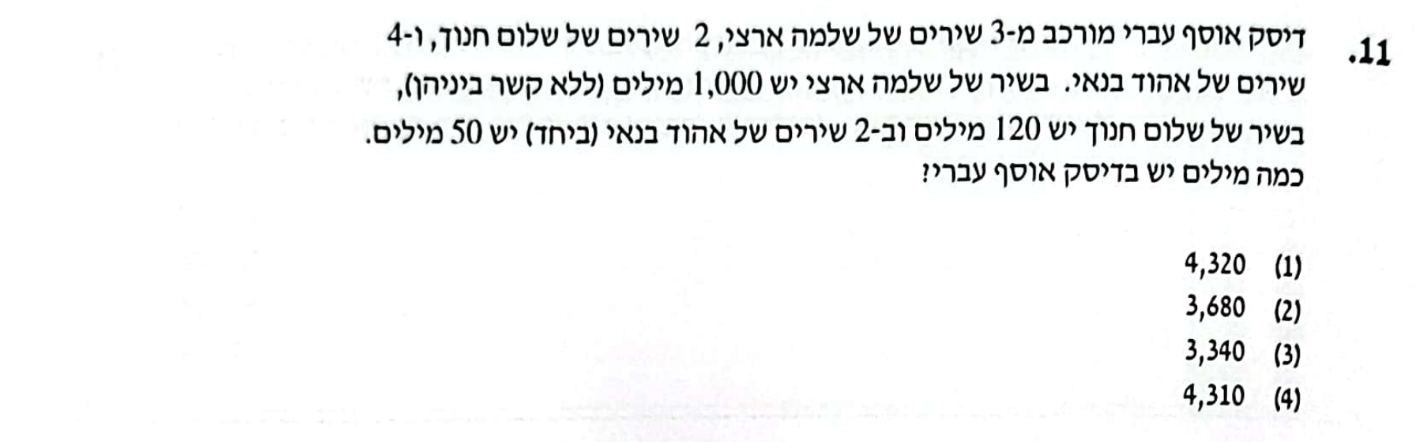 11. דיסק אוסף עברי מורכב מ-3 שירים של שלמה ארצי, 2 שירים של שלום חנוך, ו-4
שירים של אהוד בנאי. בשיר של שלמה ארצי יש 1,000 מילים (ללא קשר ביניהן),
בשיר של שלום חנוך יש 120 מילים וב-2 שירים של אהוד בנאי (ביחד) יש 50 מילים.
כמה מילים יש בדיסק אוסף עברי?
(1) 4,320
(2) 3,680
(3) 3,340
(4) 4,310